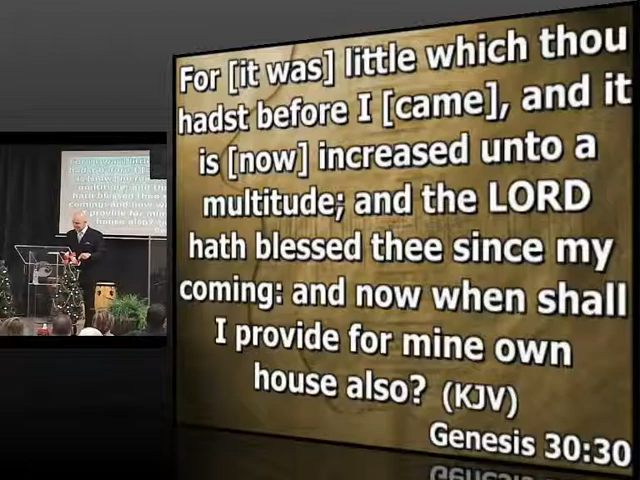 For [it was] little which thou
hadst before I [came], and it
is [now] increased unto a
multitude; and the LORD
hath blessed thee since my
coming: and now when shall
I provide for mine own
house also? (KJV)
Genesis 30:30